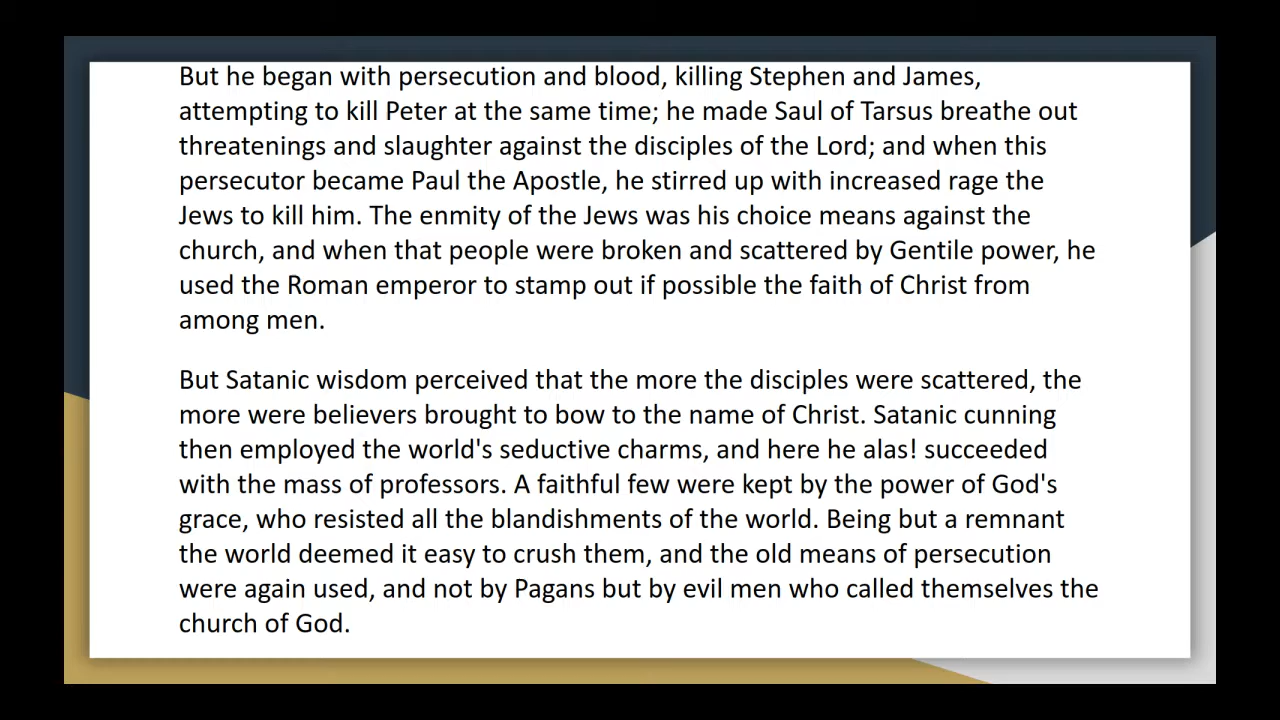 But he began with persecution and blood, killing Stephen and James,
attempting to kill Peter at the same time; he made Saul of Tarsus breathe out
threatenings and slaughter against the disciples of the Lord; and when this
persecutor became Paul the Apostle, he stirred up with increased rage the
Jews to kill him. The enmity of the Jews was his choice means against the
church, and when that people were broken and scattered by Gentile power, he
used the Roman emperor to stamp out if possible the faith of Christ from
among men.
But Satanic wisdom perceived that the more the disciples were scattered, the
more were believers brought to bow to the name of Christ. Satanic cunning
then employed the world's seductive charms, and here he alas! succeeded
with the mass of professors. A faithful few were kept by the power of God's
grace, who resisted all the blandishments of the world. Being but a remnant
the world deemed it easy to crush them, and the old means of persecution
were again used, and not by Pagans but by evil men who called themselves the
church of God.